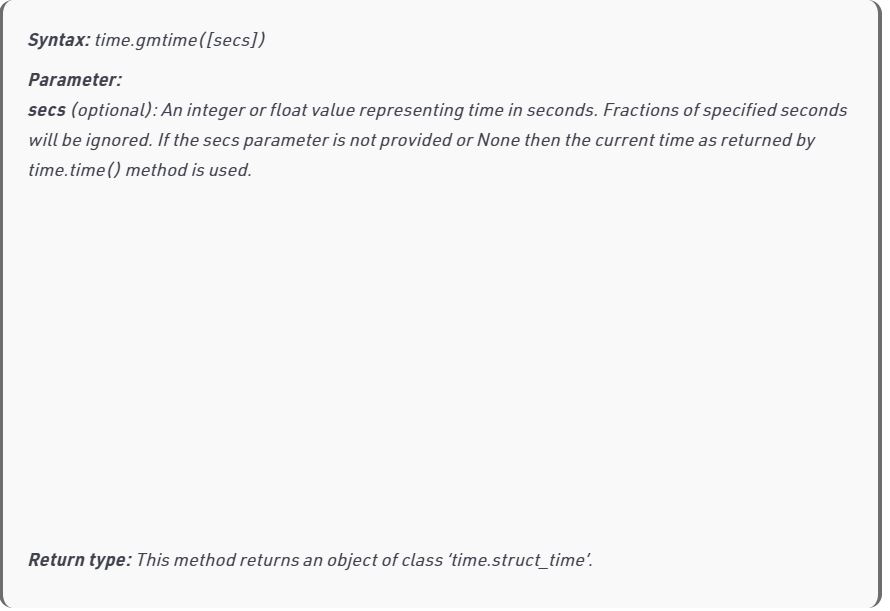 Syntax: time.gmtime([secs])
Parameter:
secs (optional): An integer or float value representing time in seconds. Fractions of specified seconds
will be ignored. If the secs parameter is not provided or None then the current time as returned by
time.time() method is used.
Return type: This method returns an object of class ‘time.struct_time’.